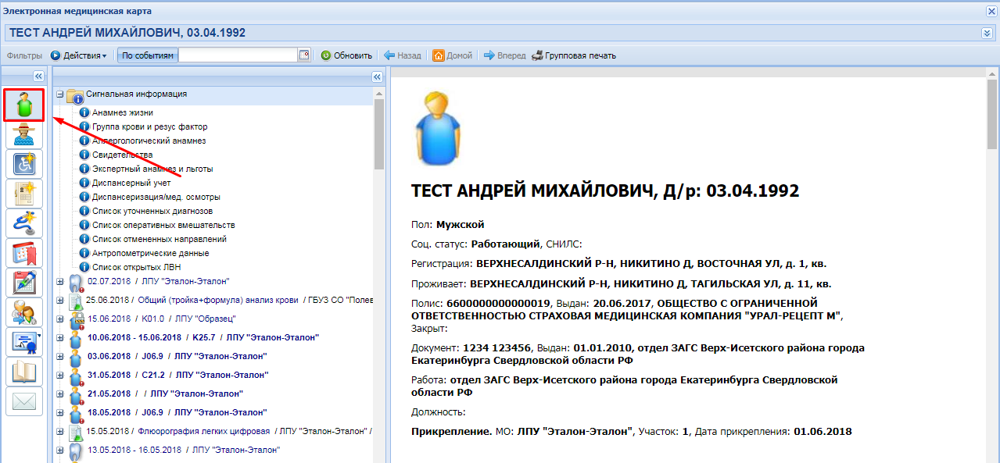 Электронная медицинская карта
ТЕСТ АНДРЕЙ МИХАЙЛОВИЧ, 03.04.1992
Фильтры Действия По событиям Обновить Назад Домой Вперед Групповая печать
Сигнальная информация
Анамнез жизни
Группа крови и резус фактор
Аллергологический анамнез
Свидетельства
Экспертный анамнез и льготы
Диспансерный учет
Диспансеризация/мед. осмотры
Список уточненных диагнозов
Список оперативных вмешательств
Список отмененных направлений
Антропометрические данные
Список открытых ЛВН
02.07.2018 / ЛПУ "Эталон-Эталон"
25.06.2018 / Общий (тройка+формула) анализ крови / ГБУЗ СО "Полев
15.06.2018 / K01.0 / ЛПУ "Образец"
10.06.2018 - 15.06.2018 / K25.7 / ЛПУ "Эталон-Эталон"
03.06.2018 / J06.9 / ЛПУ "Эталон-Эталон"
31.05.2018 / C21.2 / ЛПУ "Эталон-Эталон"
21.05.2018 / / ЛПУ "Эталон-Эталон"
18.05.2018 / J06.9 / ЛПУ "Эталон-Эталон"
15.05.2018 / Флюорография легких цифровая / ЛПУ "Эталон-Эталон" /
13.05.2018 - 16.05.2018 / ЛПУ "Эталон-Эталон"
ТЕСТ АНДРЕЙ МИХАЙЛОВИЧ, Д/р: 03.04.1992
Пол: Мужской
Соц. статус: Работающий, СНИЛС:
Регистрация: ВЕРХНЕСАЛДИНСКИЙ Р-Н, НИКИТИНО Д, ВОСТОЧНАЯ УЛ, д. 1, кв.
Проживает: ВЕРХНЕСАЛДИНСКИЙ Р-Н, НИКИТИНО Д, ТАГИЛЬСКАЯ УЛ, д. 11, кв.
Полис: 6600000000000019, Выдан: 20.06.2017, ОБЩЕСТВО С ОГРАНИЧЕННОЙ
ОТВЕТСТВЕННОСТЬЮ СТРАХОВАЯ МЕДИЦИНСКАЯ КОМПАНИЯ "УРАЛ-РЕЦЕПТ М",
Закрыт:
Документ: 1234 123456, Выдан: 01.01.2010, отдел ЗАГС Верх-Исетского района города
Екатеринбурга Свердловской области РФ
Работа: отдел ЗАГС Верх-Исетского района города Екатеринбурга Свердловской
области РФ
Должность:
Прикрепление. МО: ЛПУ "Эталон-Эталон", Участок: 1, Дата прикрепления: 01.06.2018